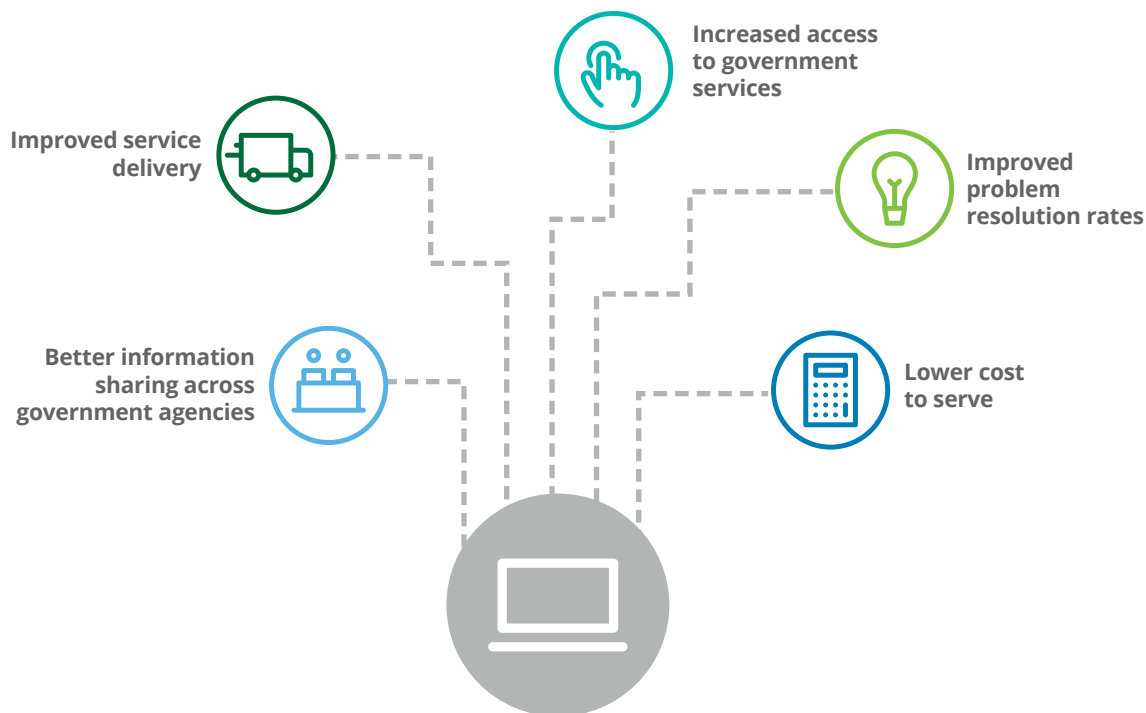 Increased access
to government
services
Improved service
delivery
Improved
problem
resolution rates
Better information
sharing across
government agencies
Lower cost
to serve